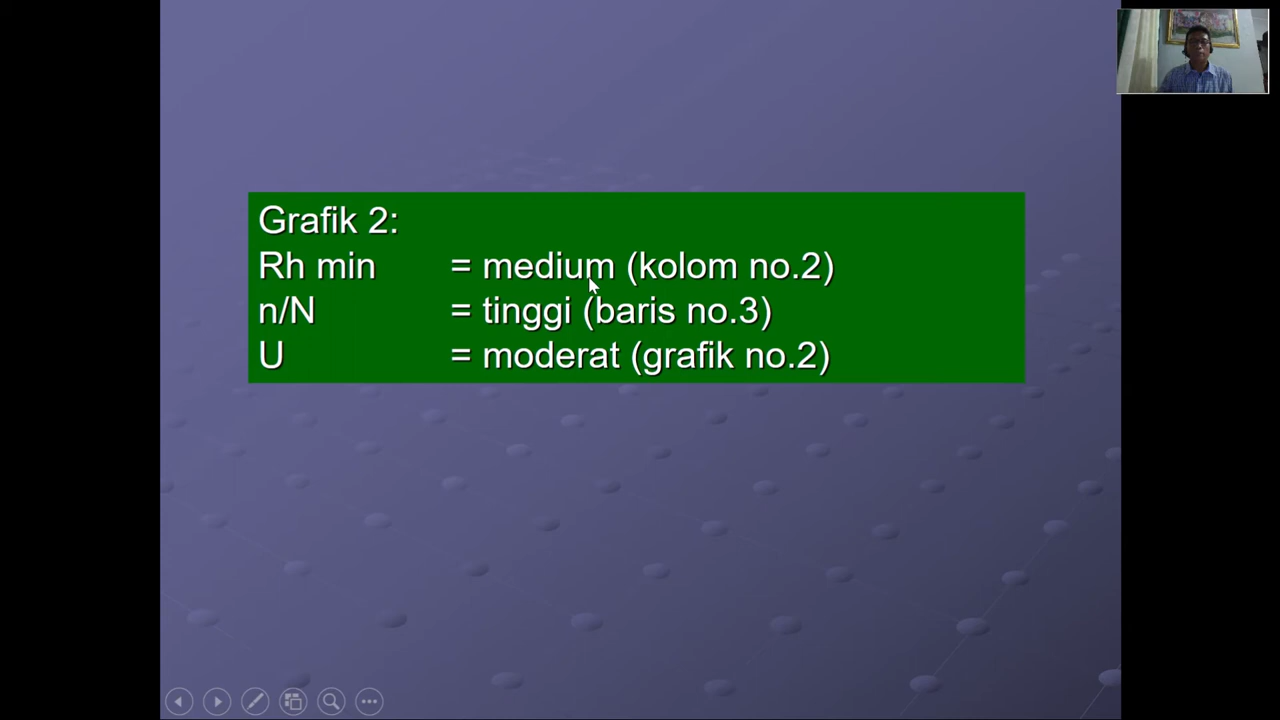 Grafik 2:
Rh min = medium (kolom no.2)
n/N = tinggi (baris no.3)
U = moderat (grafik no.2)